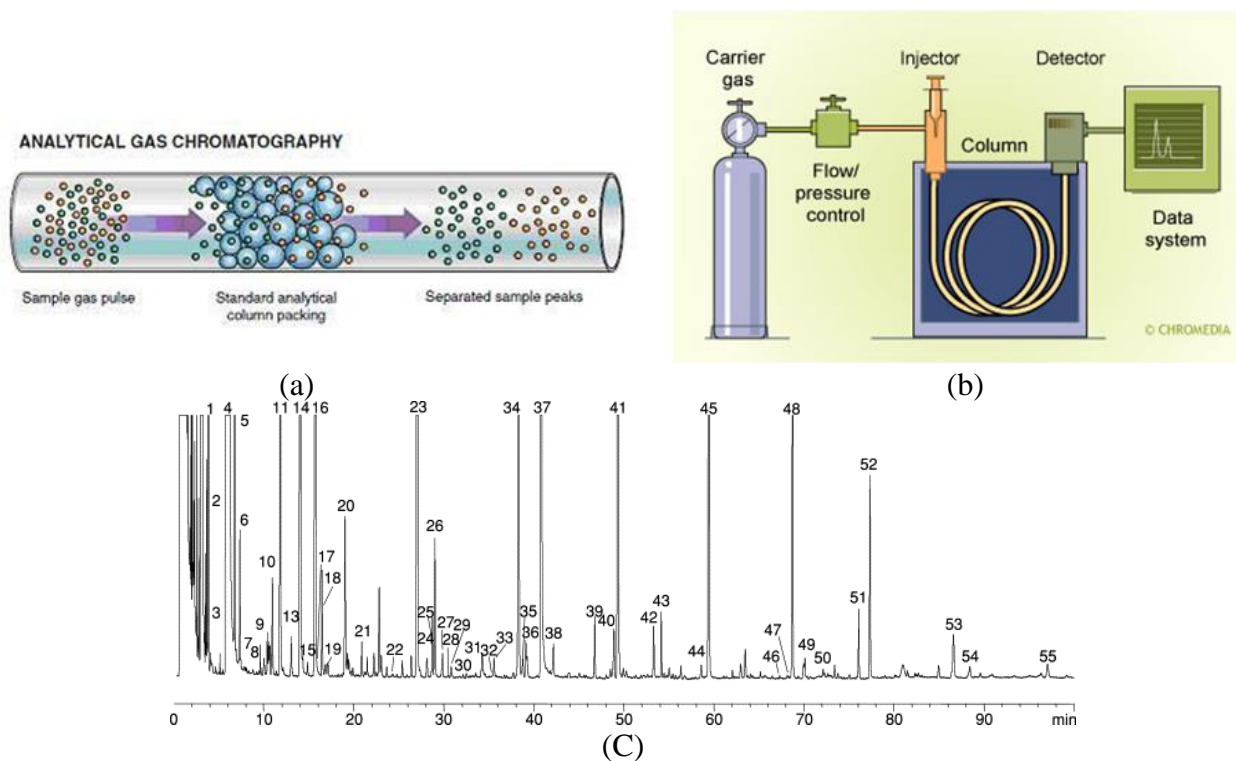 ANALYTICAL GAS CHROMATOGRAPHY
Sample gas pulse
Standard analytical
column packing
Separated sample peaks
(a)
Carrier
gas
Injector
Detector
Flow/
pressure
control
Column
Data
system
© CHROMEDIA
(b)
1 4 5 11 14 16 23 34 37 41 45 48
52
2
6
20
26
10
17
18
3
9
7
8
13
15
19
21
22
25
24
27
28
29
30
31
32
33
35
36
38
39
40
42
43
44
46
47
49
50
51
53
54
55
0 10 20 30 40 50 60 70 80 90 min
(C)